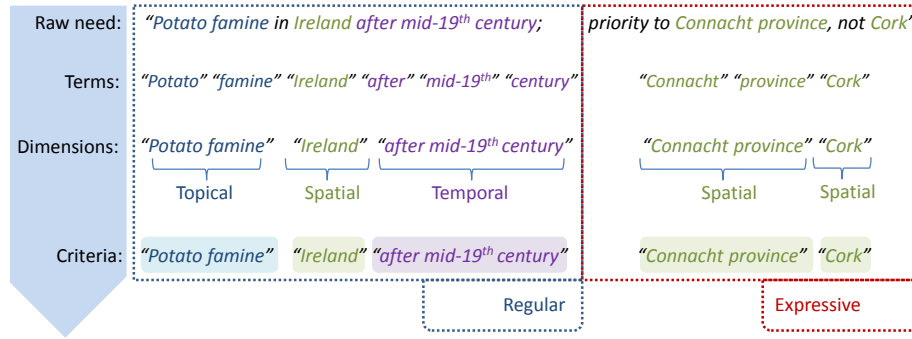 Raw need: “Potato famine in Ireland after mid-19th century; priority to Connacht province, not Cork”
Terms: “Potato” “famine” “Ireland” “after” “mid-19th” “century” “Connacht” “province” “Cork”
Dimensions: “Potato famine” “Ireland” “after mid-19th century” “Connacht province” “Cork”
Topical Spatial Temporal Spatial Spatial
Criteria: “Potato famine” “Ireland” “after mid-19th century” “Connacht province” “Cork”
Regular Expressive